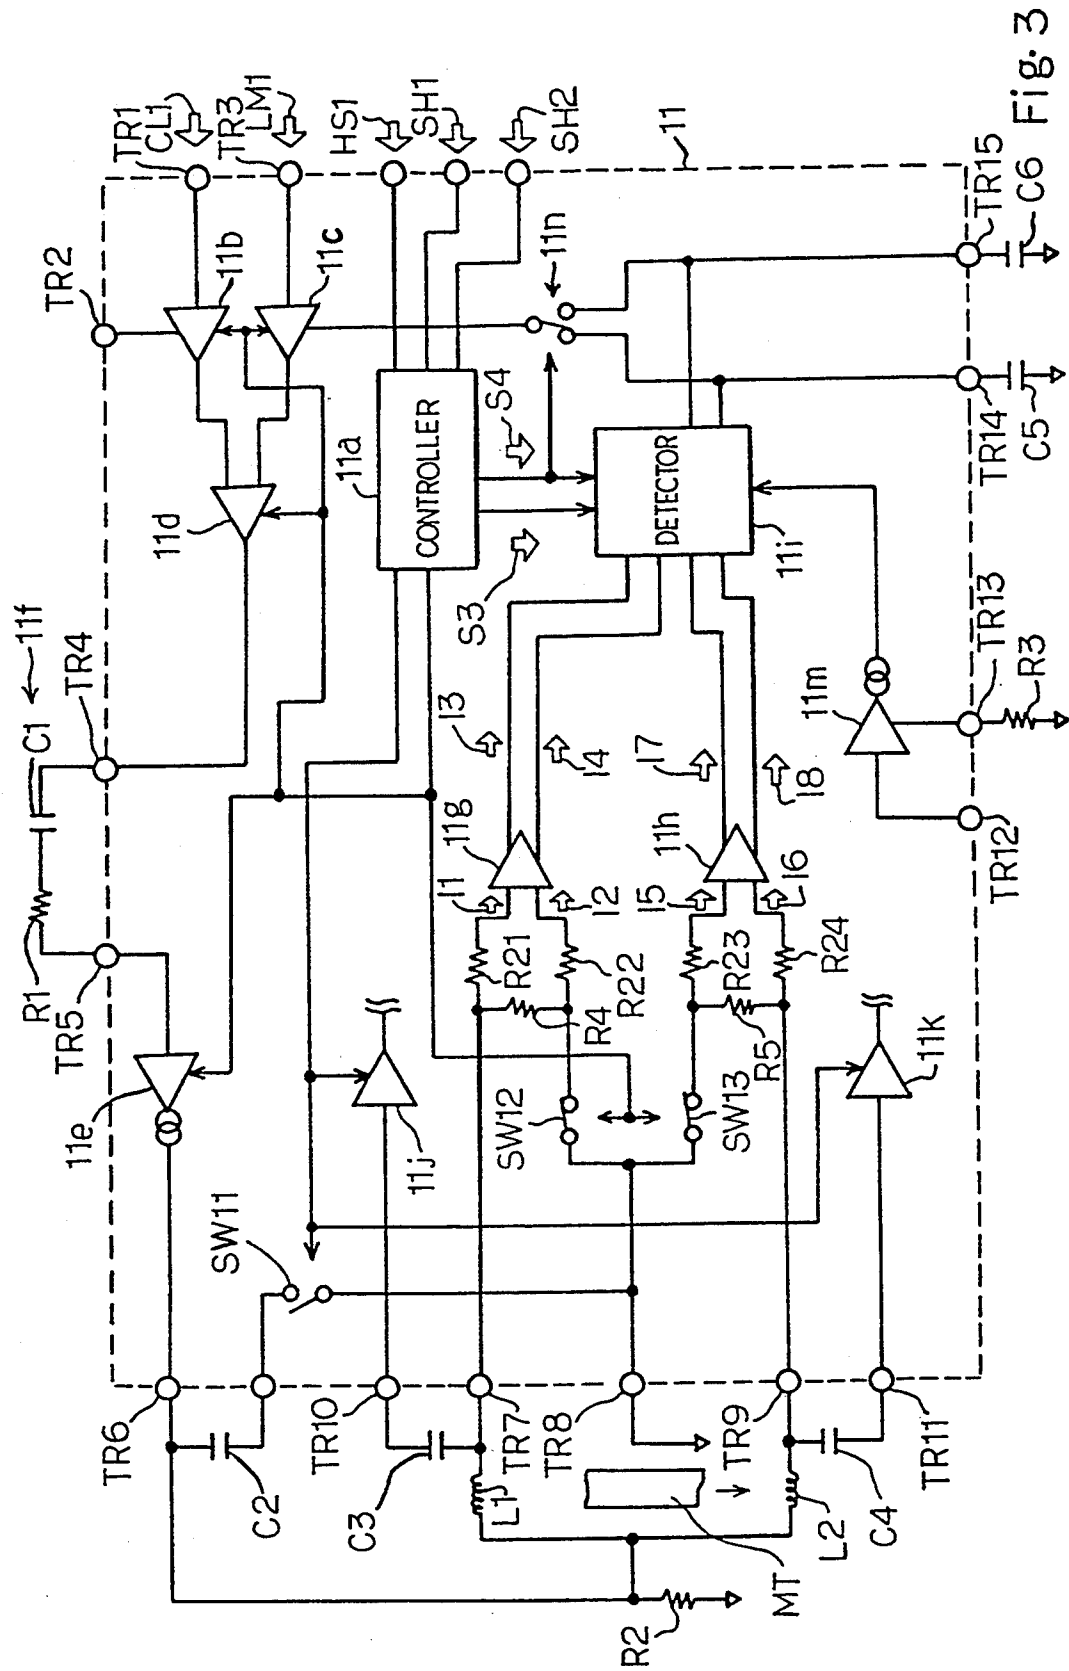 TR1
CL1
TR3
LM1
HS1
SH1
SH2
11
TR15
C6
Fig. 3
TR2
11b
11c
11n
11a
CONTROLLER
S4
DETECTOR
11i
TR14
C5
11d
S3
11f
C1
TR4
R1
TR5
I3
I4
I7
I8
11m
TR13
R3
TR12
11g
11h
I1
I2
I5
I6
R21
R22
R23
R24
R4
R5
11e
11j
11k
SW12
SW13
SW11
TR6
TR10
TR7
TR8
TR9
TR11
C2
C3
C4
L1
L2
MT
R2